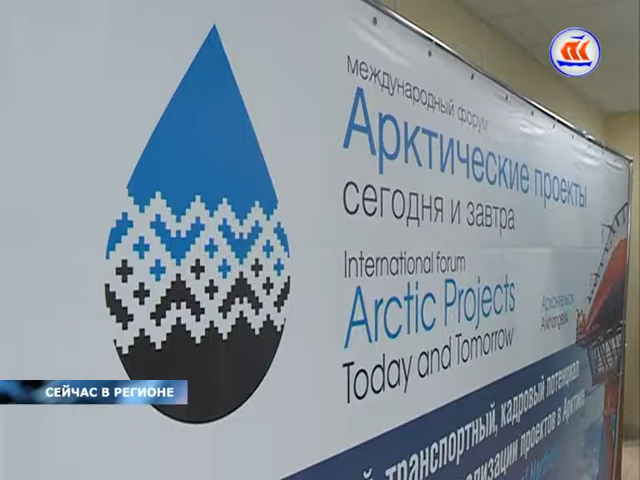 международный форум
Арктические проекты
сегодня и завтра
International forum
Arctic Projects
Today and Tomorrow
Архангельск
Arkhangelsk
СЕЙЧАС В РЕГИОНЕ
транспортный, кадровый потенциал
проектов в Арктике